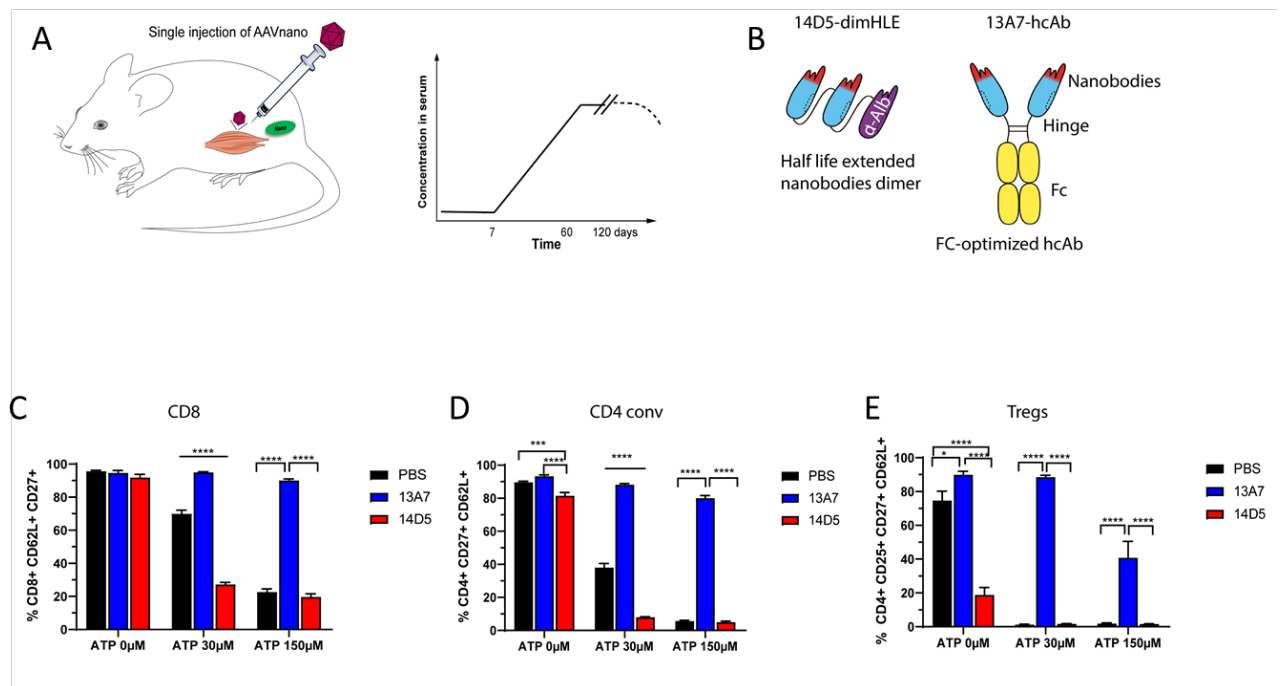 A
Single injection of AAVnano
Nano
Concentration in serum
7
60
120 days
Time
B
14D5-dimHLE
13A7-hcAb
α-Alb
Nanobodies
Hinge
Fc
Half life extended
nanobodies dimer
FC-optimized hcAb
C
CD8
% CD8+ CD62L+ CD27+
100
80
60
40
20
0
****
**** ****
ATP 0µM ATP 30µM ATP 150µM
PBS
13A7
14D5
D
CD4 conv
% CD4+ CD27+ CD62L+
100
80
60
40
20
0
***
****
****
**** ****
ATP 0µM ATP 30µM ATP 150µM
PBS
13A7
14D5
E
Tregs
% CD4+ CD25+ CD27+ CD62L+
100
80
60
40
20
0
****
* ****
**** ****
**** ****
ATP 0µM ATP 30µM ATP 150µM
PBS
13A7
14D5